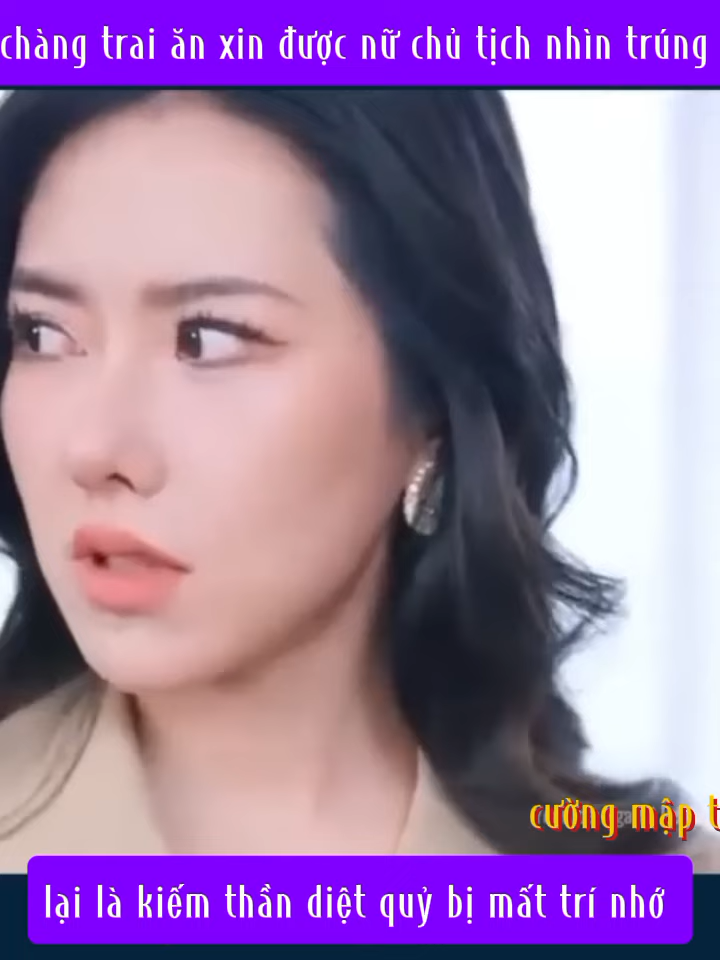 chàng trai ăn xin được nữ chủ tịch nhìn trúng
cường mập
lại là kiếm thần diệt quỷ bị mất trí nhớ